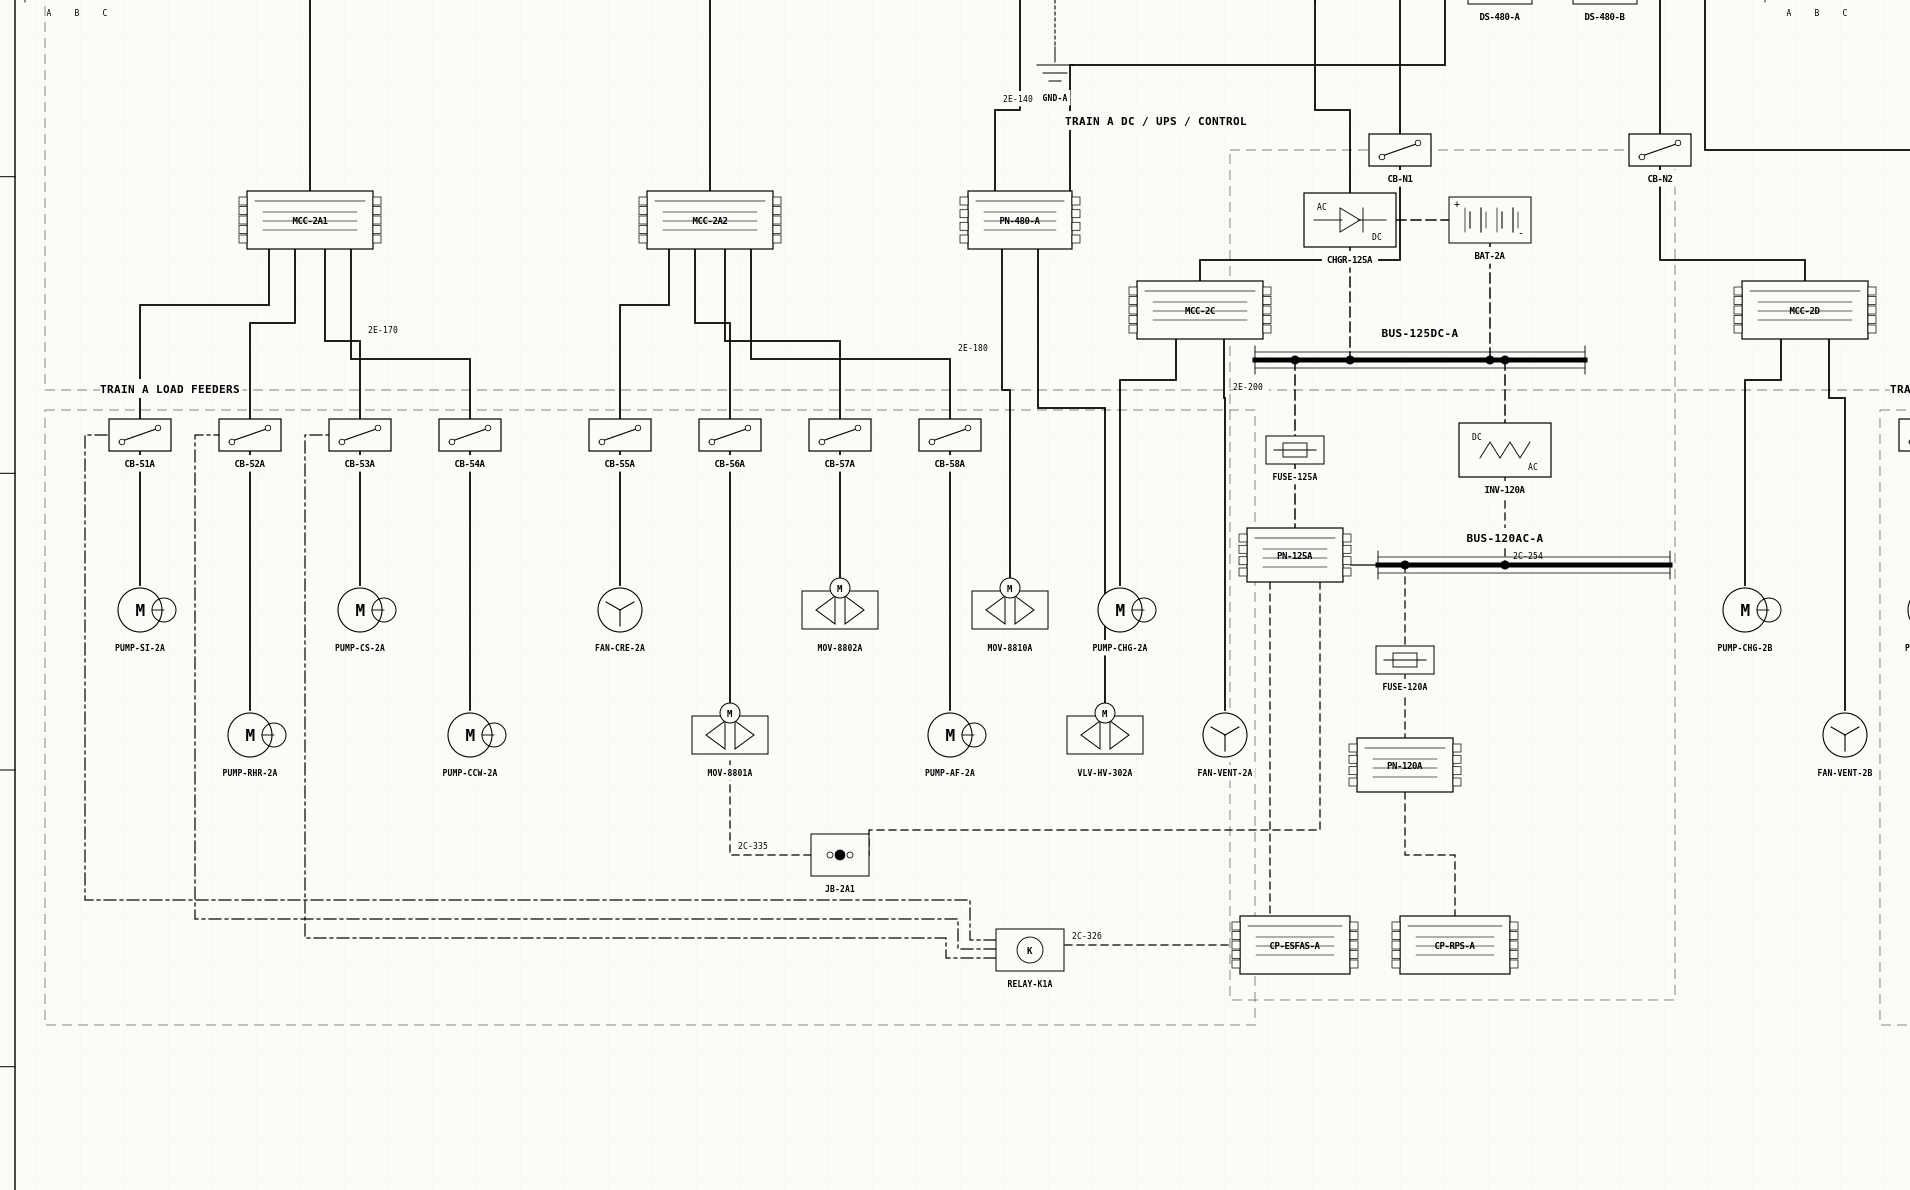 A B C
DS-480-A DS-480-B
A B C
2E-140 GND-A
TRAIN A DC / UPS / CONTROL
CB-N1 CB-N2
AC
DC
+
-
MCC-2A1 MCC-2A2 PN-480-A
CHGR-125A BAT-2A
MCC-2C MCC-2D
2E-170
BUS-125DC-A
2E-180
2E-200
TRAIN A LOAD FEEDERS
TRA
DC
AC
CB-51A CB-52A CB-53A CB-54A CB-55A CB-56A CB-57A CB-58A
FUSE-125A
INV-120A
BUS-120AC-A
PN-125A
2C-254
M M M M M
PUMP-SI-2A PUMP-CS-2A FAN-CRE-2A MOV-8802A MOV-8810A PUMP-CHG-2A PUMP-CHG-2B P
M
FUSE-120A
M M M M M
PUMP-RHR-2A PUMP-CCW-2A MOV-8801A PUMP-AF-2A VLV-HV-302A FAN-VENT-2A FAN-VENT-2B
PN-120A
2C-335
JB-2A1
2C-326
K
CP-ESFAS-A CP-RPS-A
RELAY-K1A